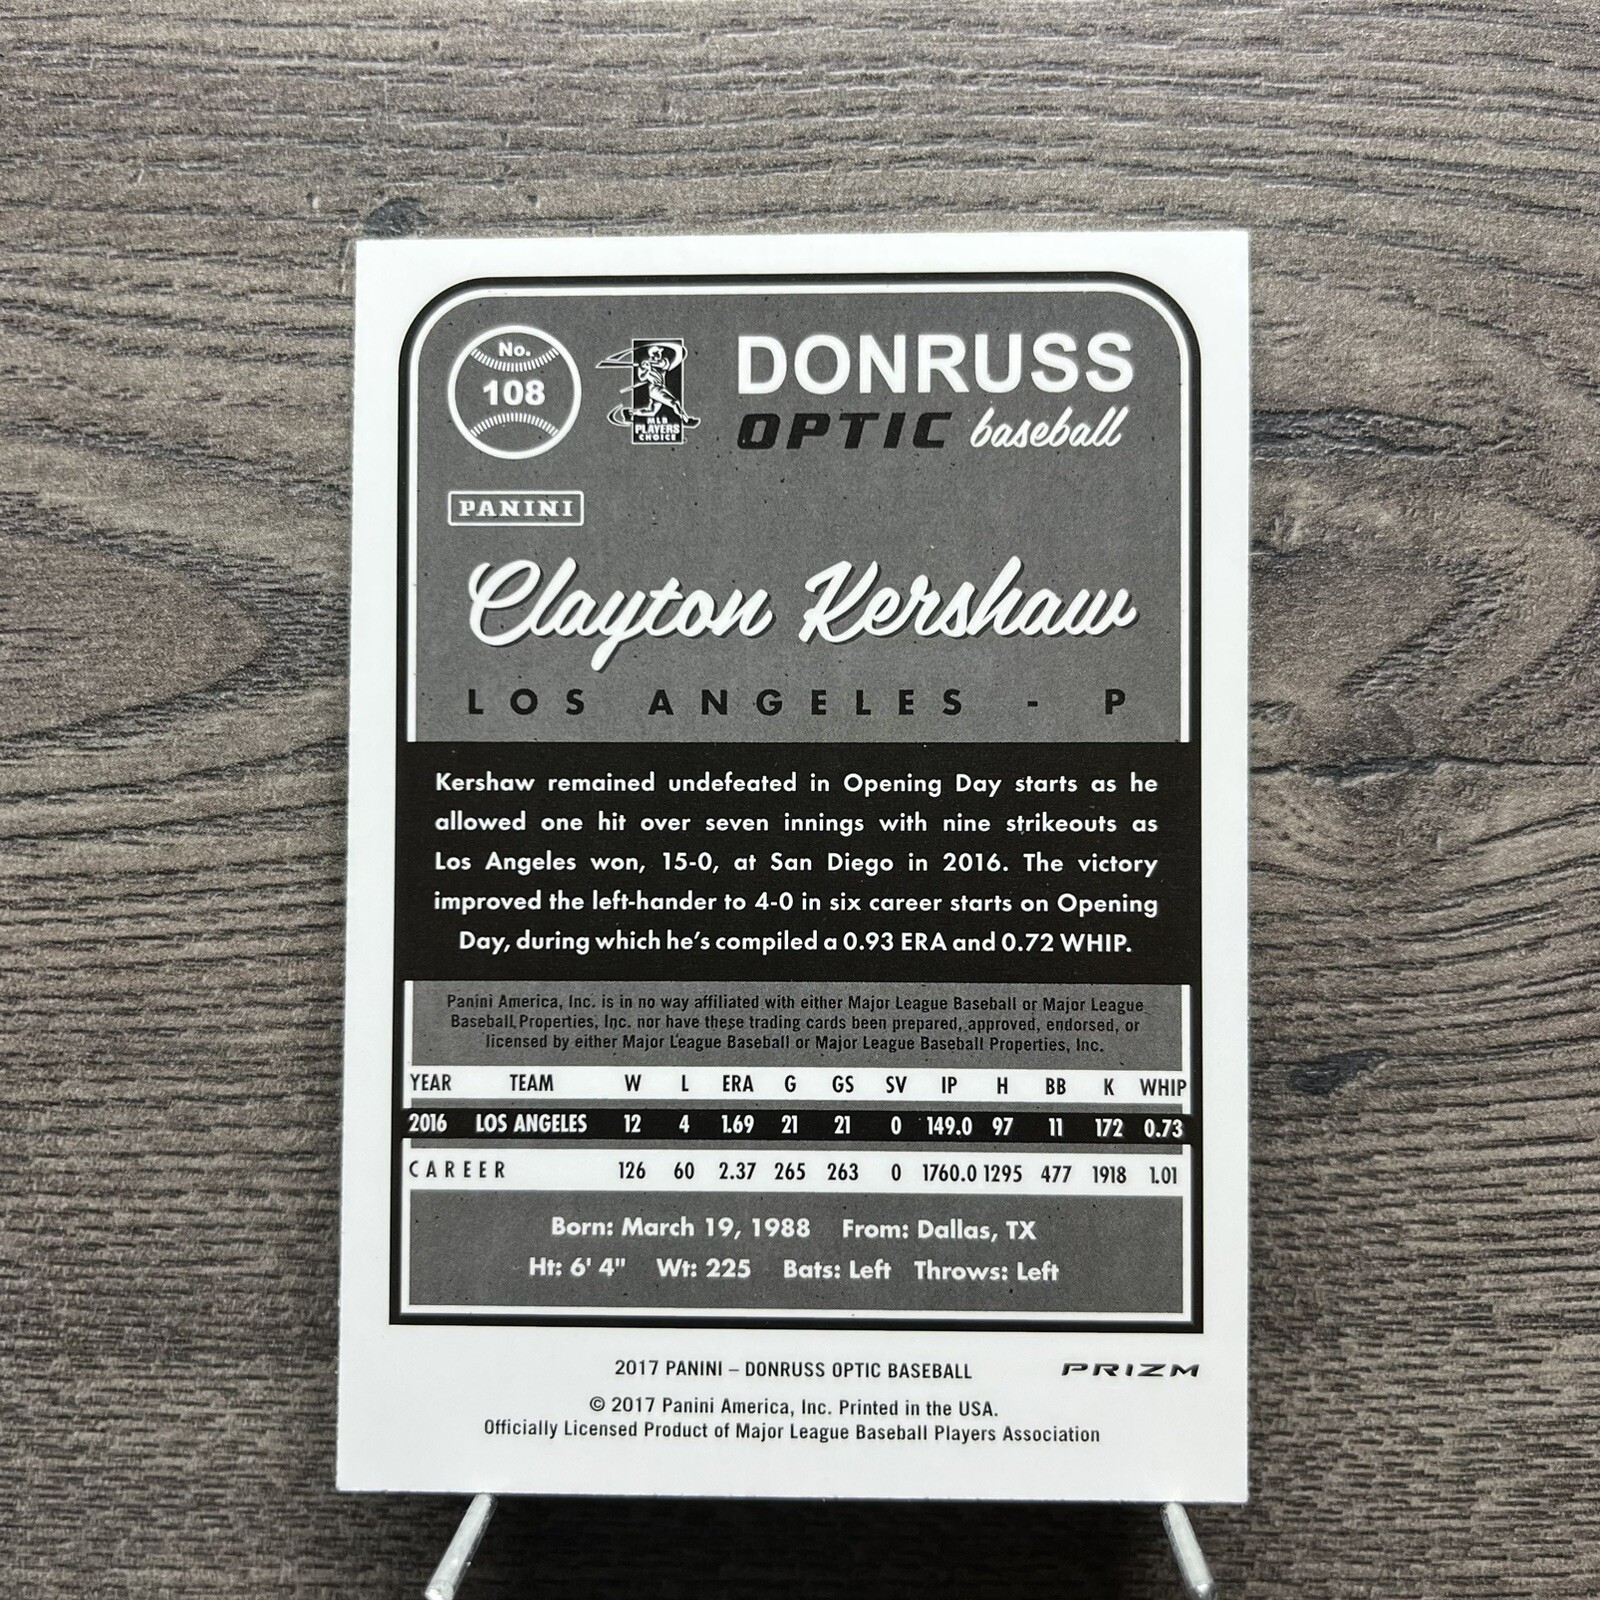 No.
108
MLB
PLAYERS
CHOICE
DONRUSS
OPTIC baseball
PANINI
Clayton Kershaw
LOS ANGELES - P
Kershaw remained undefeated in Opening Day starts as he
allowed one hit over seven innings with nine strikeouts as
Los Angeles won, 15-0, at San Diego in 2016. The victory
improved the left-hander to 4-0 in six career starts on Opening
Day, during which he's compiled a 0.93 ERA and 0.72 WHIP.
Panini America, Inc. is in no way affiliated with either Major League Baseball or Major League
Baseball Properties, Inc. nor have these trading cards been prepared, approved, endorsed, or
licensed by either Major League Baseball or Major League Baseball Properties, Inc.
YEAR TEAM W L ERA G GS SV IP H BB K WHIP
2016 LOS ANGELES 12 4 1.69 21 21 0 149.0 97 11 172 0.73
CAREER 126 60 2.37 265 263 0 1760.0 1295 477 1918 1.01
Born: March 19, 1988 From: Dallas, TX
Ht: 6' 4" Wt: 225 Bats: Left Throws: Left
2017 PANINI – DONRUSS OPTIC BASEBALL PRIZM
© 2017 Panini America, Inc. Printed in the USA.
Officially Licensed Product of Major League Baseball Players Association